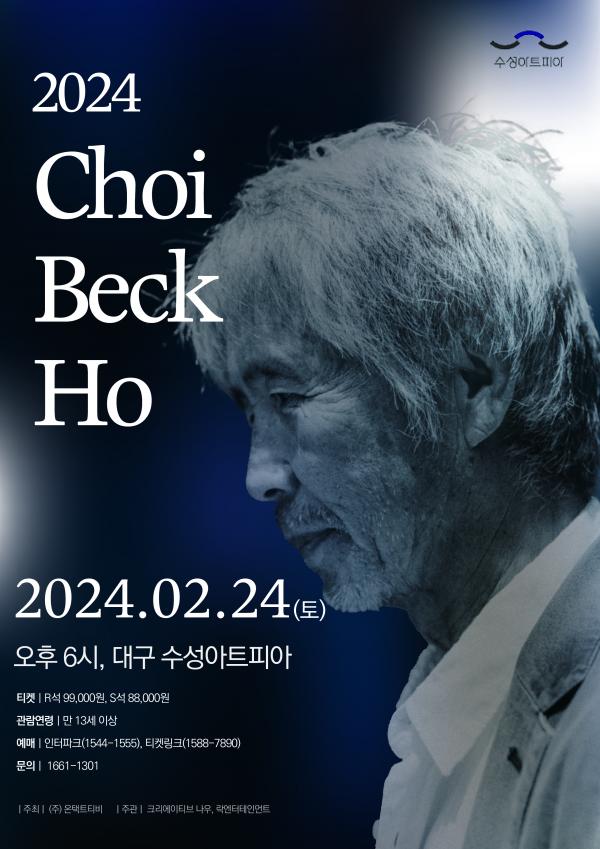 수성아트피아
2024
Choi
Beck
Ho
2024.02.24(토)
오후 6시, 대구 수성아트피아
티켓 | R석 99,000원, S석 88,000원
관람연령 | 만 13세 이상
예매 | 인터파크(1544-1555), 티켓링크(1588-7890)
문의 | 1661-1301
| 주최 | (주) 온택트티비 | 주관 | 크리에이티브 나우, 락엔터테인먼트